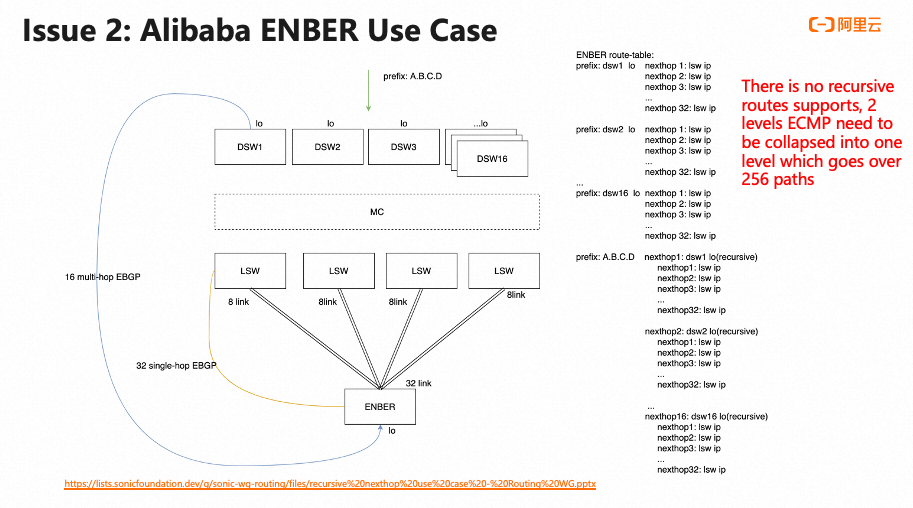 Issue 2: Alibaba ENBER Use Case
阿里云
prefix: A.B.C.D
lo
lo
lo
...lo
DSW1
DSW2
DSW3
DSW16
MC
LSW
LSW
LSW
LSW
16 multi-hop EBGP
8 link
8link
8link
8link
32 single-hop EBGP
32 link
ENBER
lo
ENBER route-table:
prefix: dsw1 lo nexthop 1: lsw ip
nexthop 2: lsw ip
nexthop 3: lsw ip
...
nexthop 32: lsw ip
prefix: dsw2 lo nexthop 1: lsw ip
nexthop 2: lsw ip
nexthop 3: lsw ip
...
nexthop 32: lsw ip
...
prefix: dsw16 lo nexthop 1: lsw ip
nexthop 2: lsw ip
nexthop 3: lsw ip
...
nexthop 32: lsw ip
prefix: A.B.C.D nexthop1: dsw1 lo(recursive)
nexthop1: lsw ip
nexthop2: lsw ip
nexthop3: lsw ip
...
nexthop32: lsw ip
nexthop2: dsw2 lo(recursive)
nexthop1: lsw ip
nexthop2: lsw ip
nexthop3: lsw ip
...
nexthop32: lsw ip
...
nexthop16: dsw16 lo(recursive)
nexthop1: lsw ip
nexthop2: lsw ip
nexthop3: lsw ip
...
nexthop32: lsw ip
There is no recursive
routes supports, 2
levels ECMP need to
be collapsed into one
level which goes over
256 paths
https://lists.sonicfoundation.dev/g/sonic-wg-routing/files/recursive%20nexthop%20use%20case%20-%20Routing%20WG.pptx